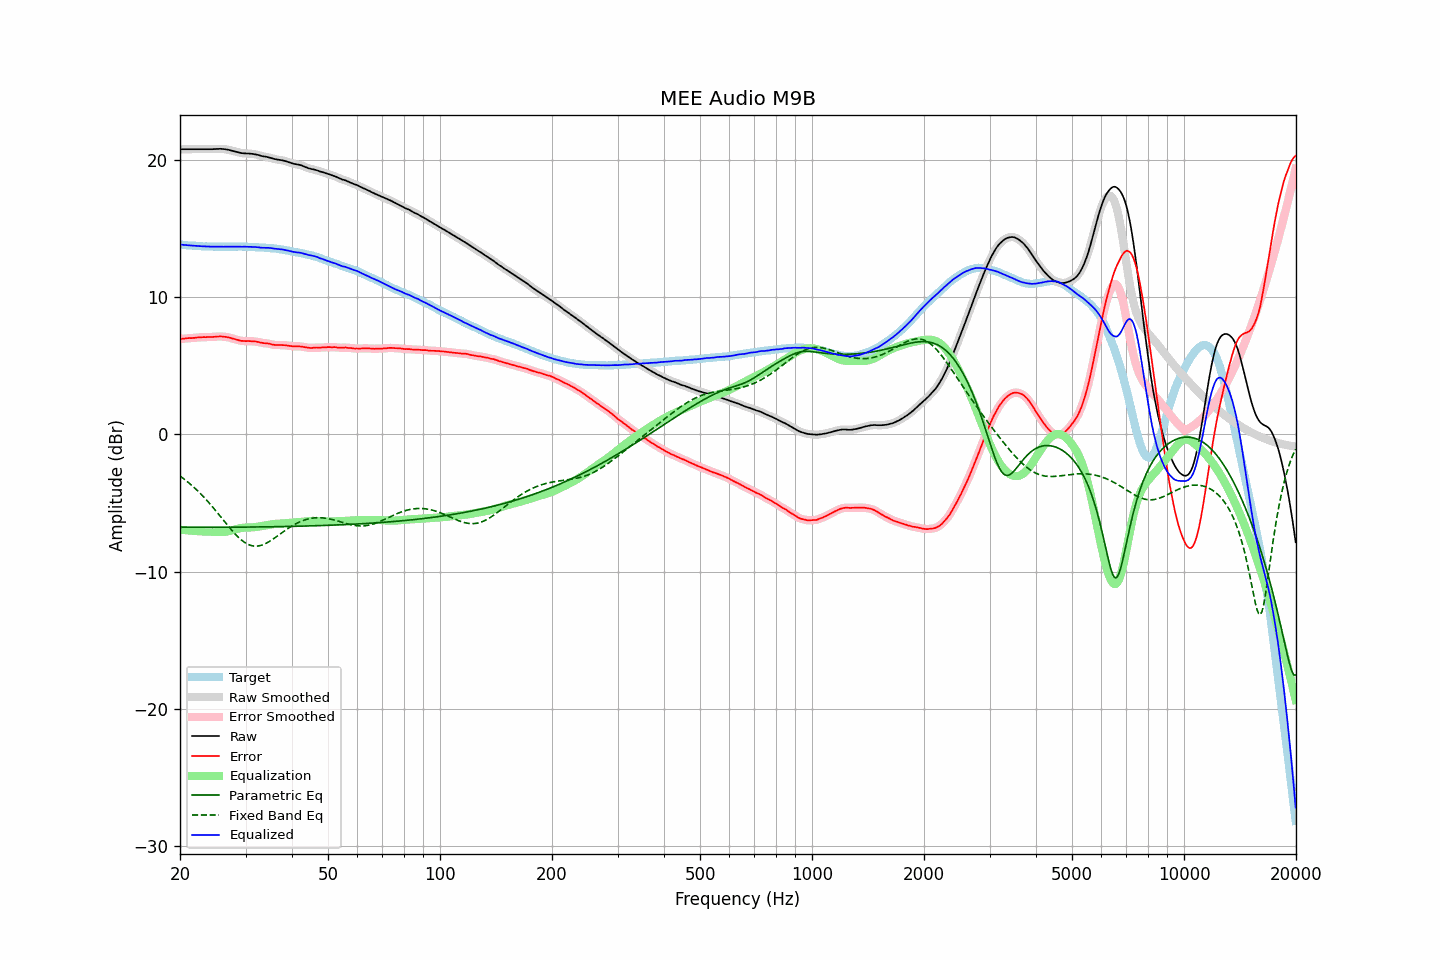 MEE Audio M9B
Amplitude (dBr)
20
10
0
−10
−20
−30
Target
Raw Smoothed
Error Smoothed
Raw
Error
Equalization
Parametric Eq
Fixed Band Eq
Equalized
20 50 100 200 500 1000 2000 5000 10000 20000
Frequency (Hz)